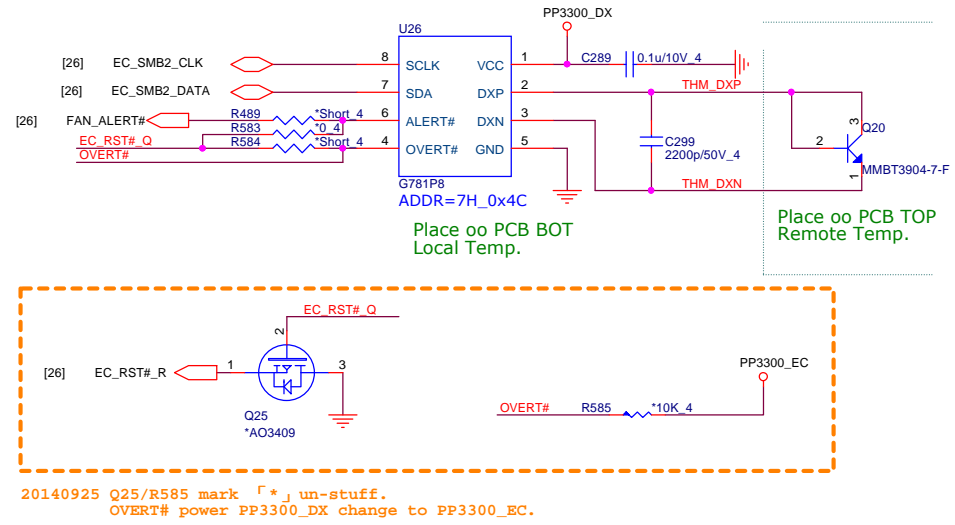 PP3300_DX
U26
[26] EC_SMB2_CLK 8 SCLK VCC 1 C289 0.1u/10V_4
[26] EC_SMB2_DATA 7 SDA DXP 2 THM_DXP
[26] FAN_ALERT# R489 *Short_4 6 ALERT# DXN 3
R583 *0_4
EC_RST#_Q R584 *Short_4 4 OVERT# GND 5
OVERT#
C299
2200p/50V_4
3 Q20
2
MMBT3904-7-F
1
THM_DXN
G781P8
ADDR=7H_0x4C
Place oo PCB BOT
Local Temp.
Place oo PCB TOP
Remote Temp.
EC_RST#_Q
2
[26] EC_RST#_R 1 3
Q25
*AO3409
PP3300_EC
OVERT# R585 *10K_4
20140925 Q25/R585 mark 「*」un-stuff.
OVERT# power PP3300_DX change to PP3300_EC.